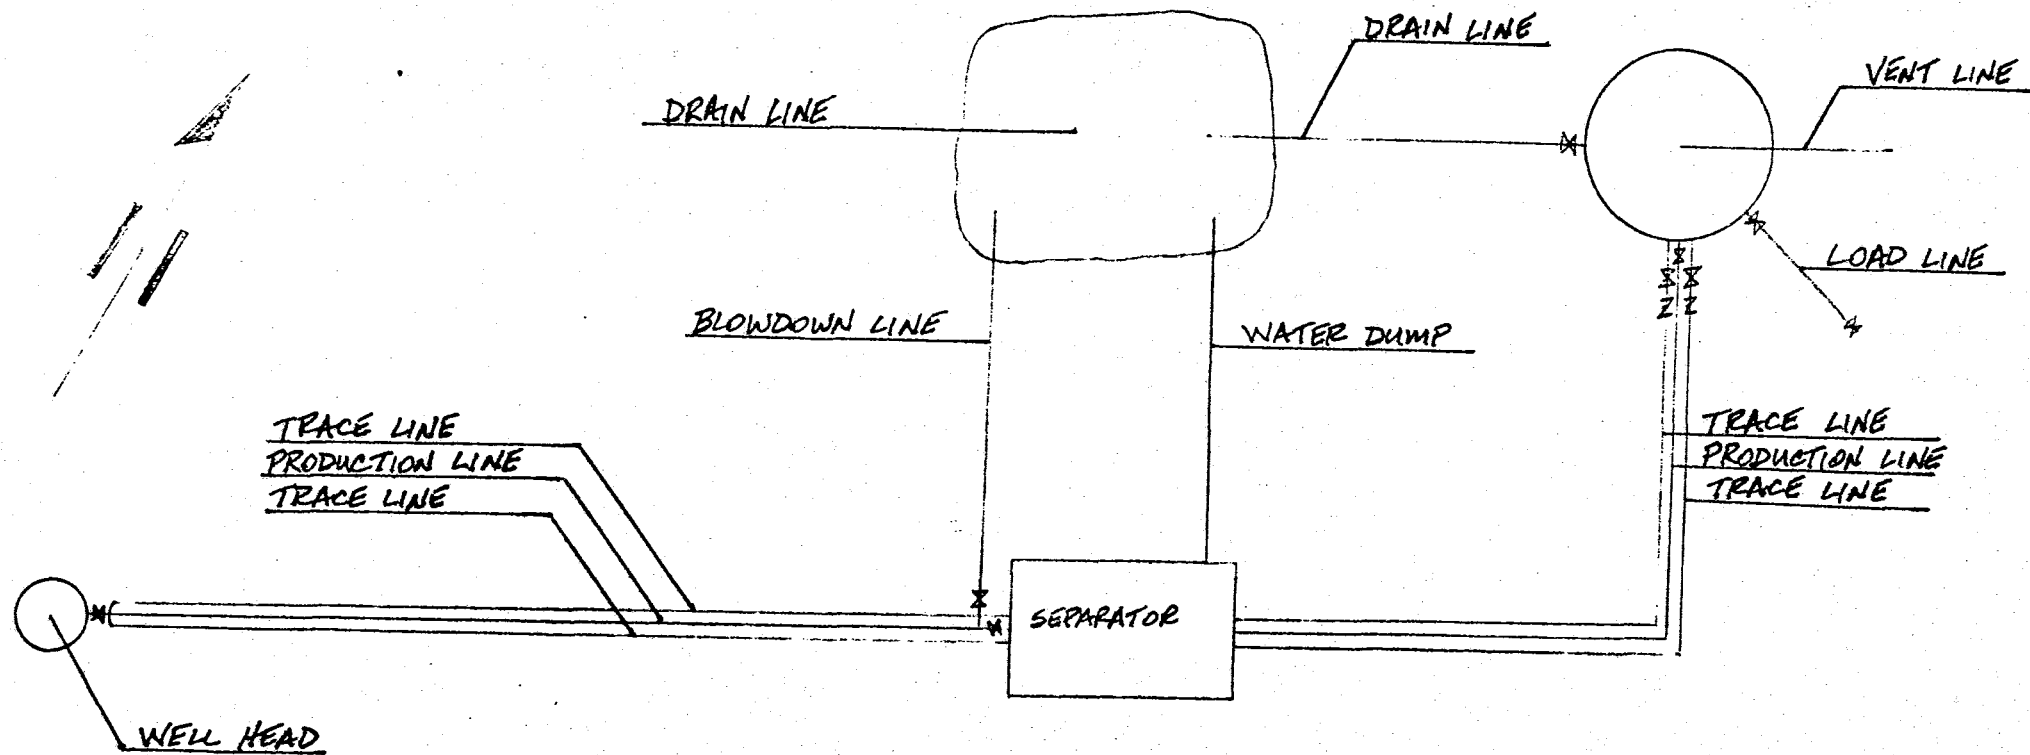 DRAIN LINE
VENT LINE
DRAIN LINE
LOAD LINE
BLOWDOWN LINE
WATER DUMP
TRACE LINE
PRODUCTION LINE
TRACE LINE
TRACE LINE
PRODUCTION LINE
TRACE LINE
SEPARATOR
WELL HEAD